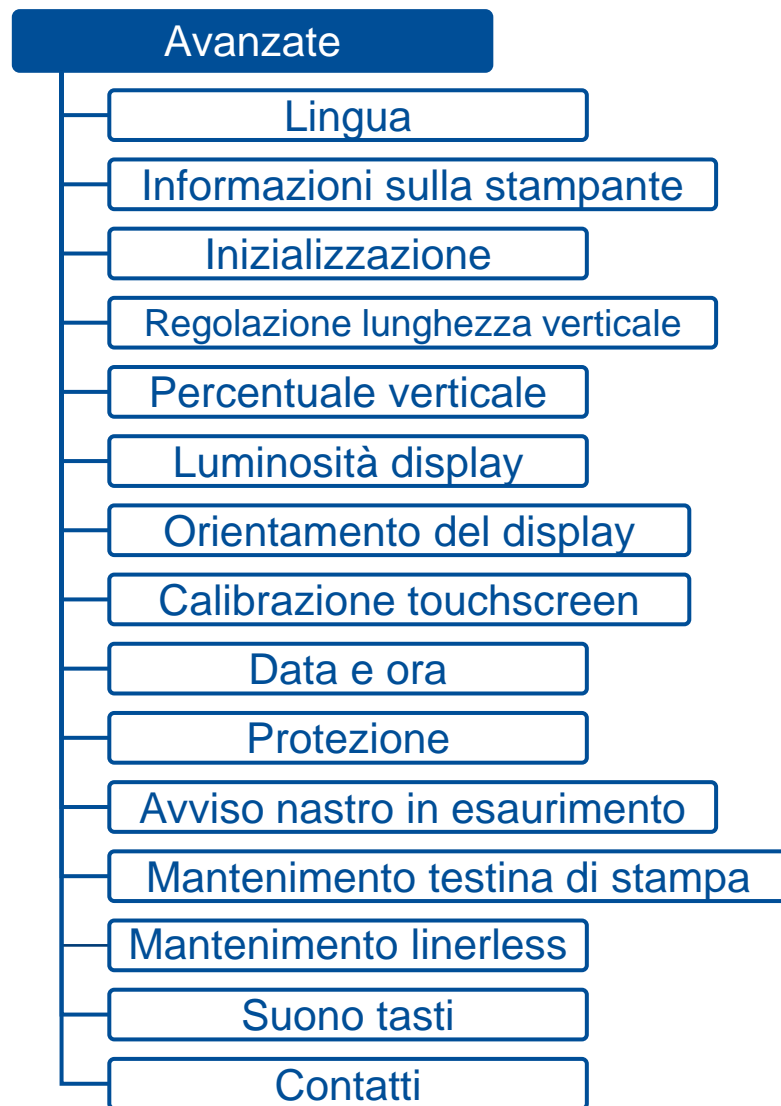 Avanzate
Lingua
Informazioni sulla stampante
Inizializzazione
Regolazione lunghezza verticale
Percentuale verticale
Luminosità display
Orientamento del display
Calibrazione touchscreen
Data e ora
Protezione
Avviso nastro in esaurimento
Mantenimento testina di stampa
Mantenimento linerless
Suono tasti
Contatti